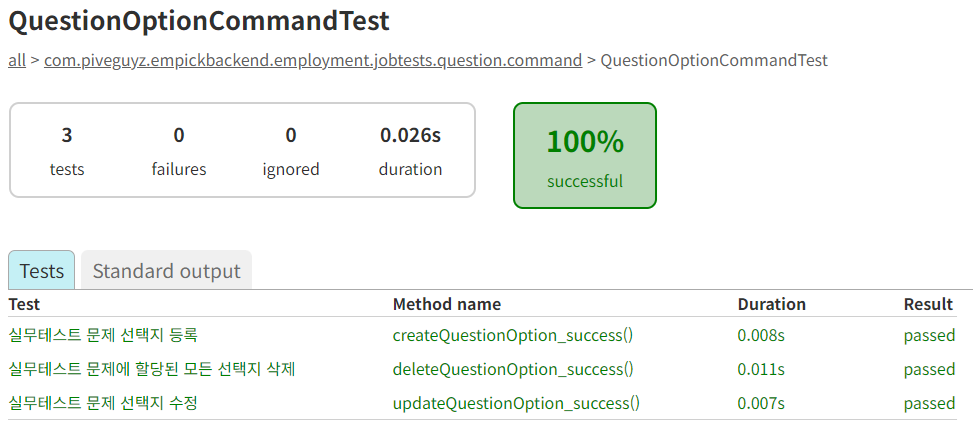 QuestionOptionCommandTest
all > com.piveguyz.empickbackend.employment.jobtests.question.command > QuestionOptionCommandTest
3 0 0 0.026s
tests failures ignored duration
100%
successful
Tests Standard output
Test Method name Duration Result
실무테스트 문제 선택지 등록 createQuestionOption_success() 0.008s passed
실무테스트 문제에 할당된 모든 선택지 삭제 deleteQuestionOption_success() 0.011s passed
실무테스트 문제 선택지 수정 updateQuestionOption_success() 0.007s passed